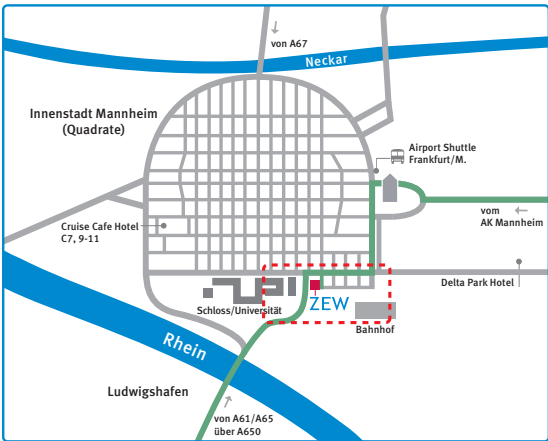 von A67
Neckar
Innenstadt Mannheim
(Quadrate)
Airport Shuttle
Frankfurt/M.
vom
AK Mannheim
Cruise Cafe Hotel
C7, 9-11
Delta Park Hotel
ZEW
Schloss/Universität
Bahnhof
Rhein
Ludwigshafen
von A61/A65
über A650